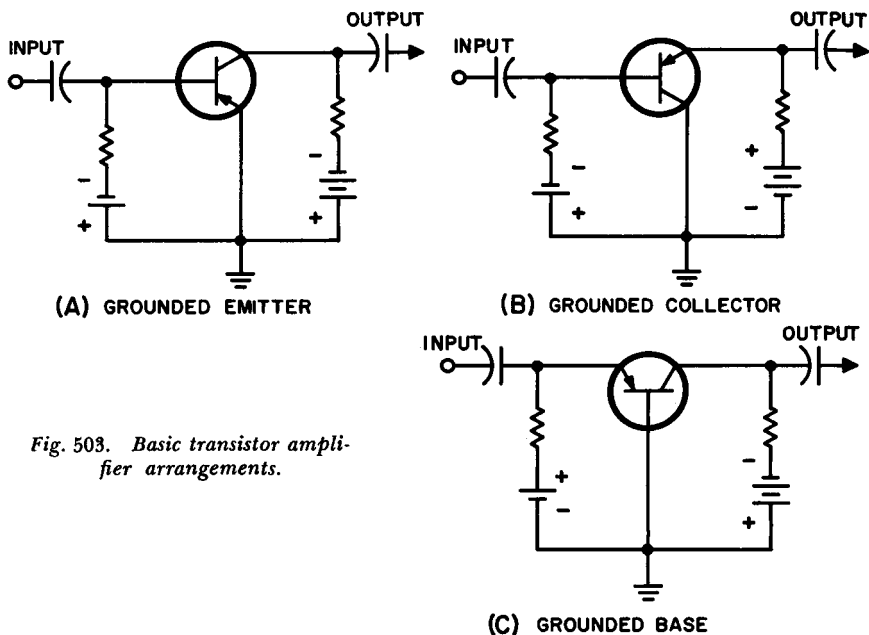 INPUT
OUTPUT
-
+
-
+
(A) GROUNDED EMITTER
INPUT
OUTPUT
-
+
+
-
(B) GROUNDED COLLECTOR
INPUT
OUTPUT
+
-
-
+
(C) GROUNDED BASE
Fig. 503. Basic transistor ampli-
fier arrangements.